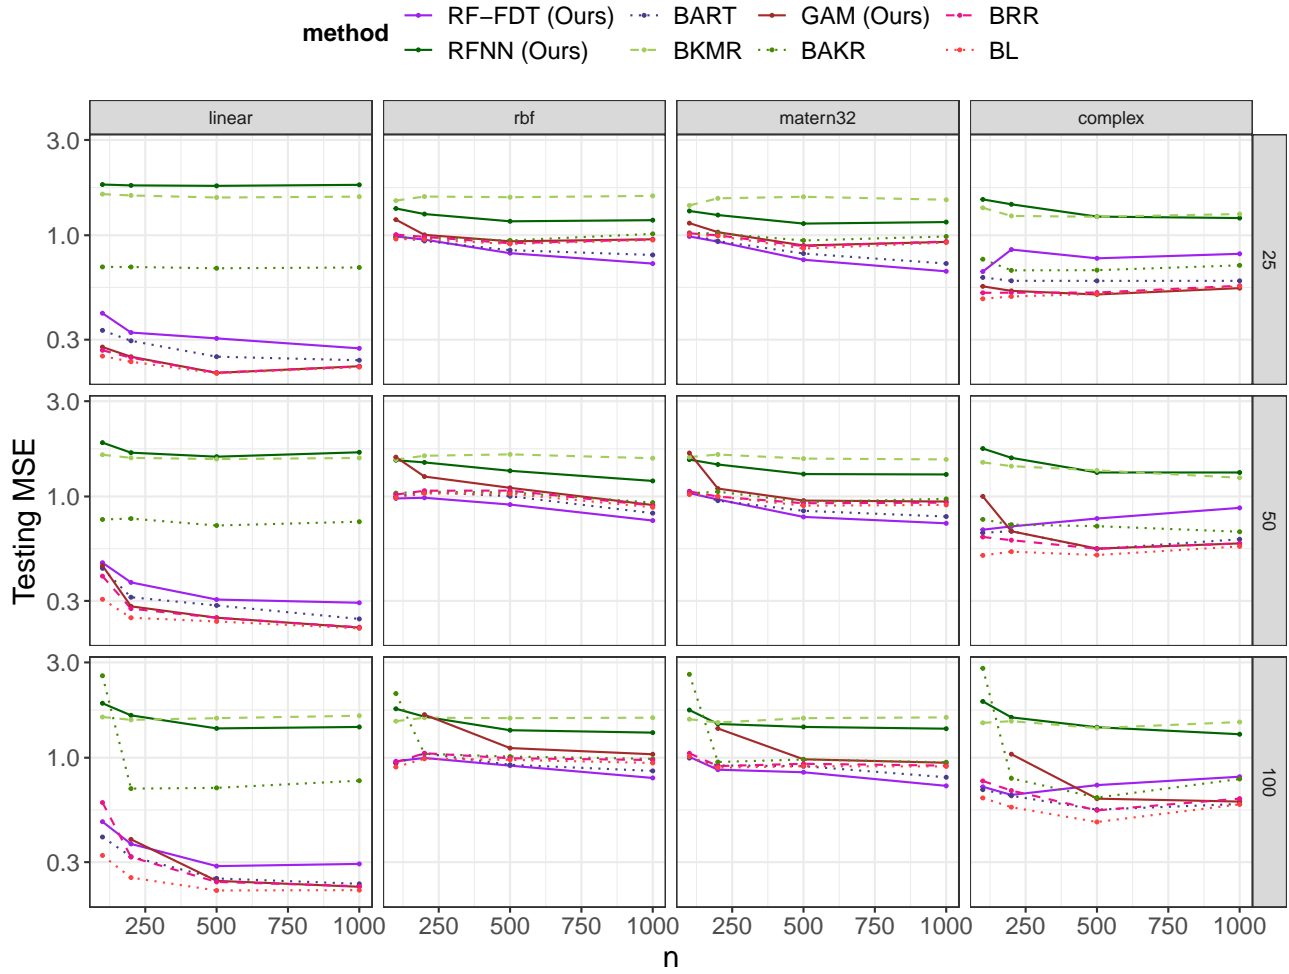 method
RF−FDT (Ours) BART GAM (Ours) BRR
RFNN (Ours) BKMR BAKR BL
linear rbf matern32 complex
3.0
1.0
0.3
25
3.0
1.0
0.3
50
3.0
1.0
0.3
100
Testing MSE
250 500 750 1000 250 500 750 1000 250 500 750 1000 250 500 750 1000
n